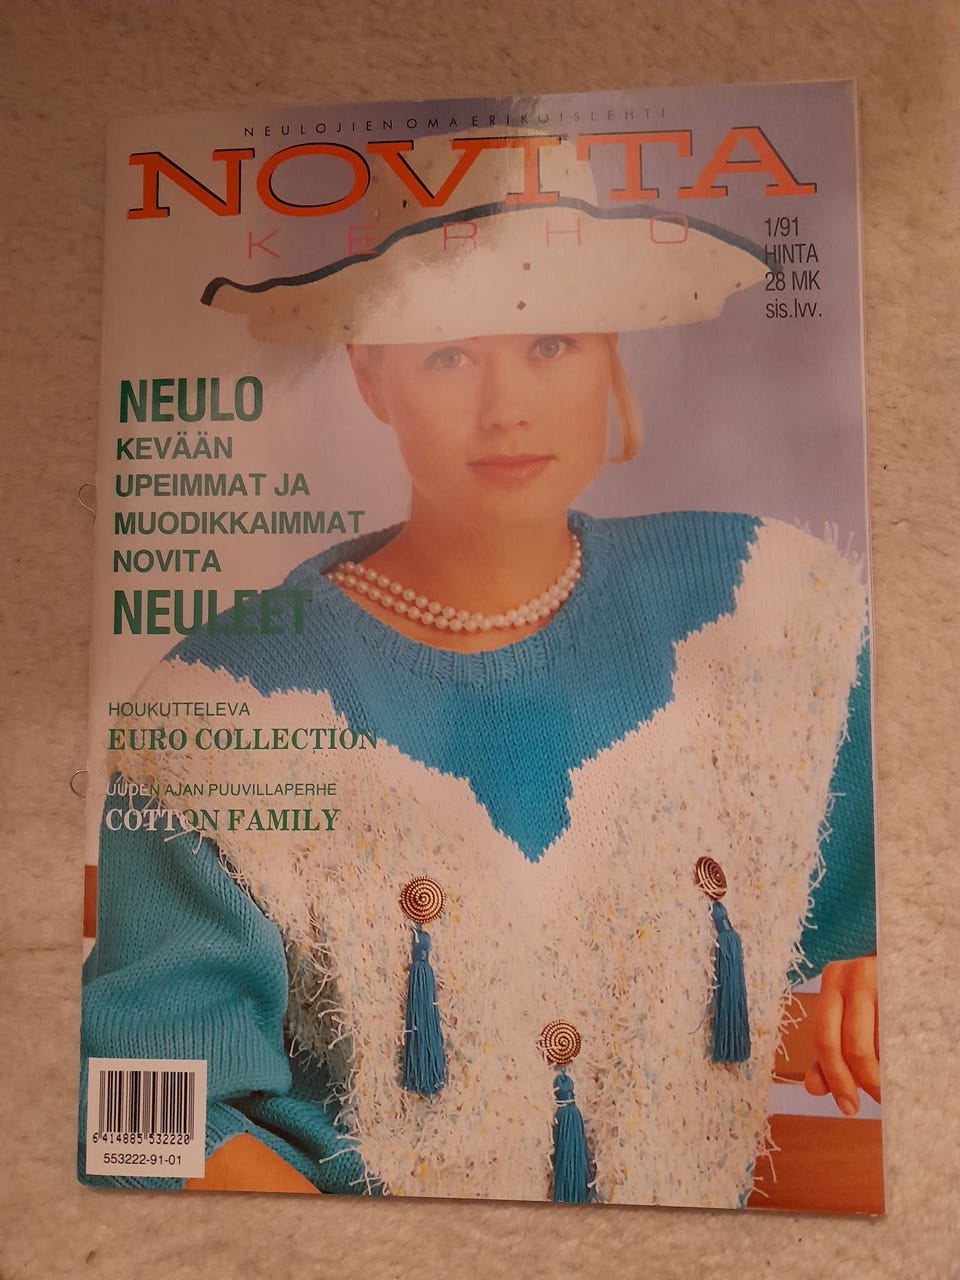 NEULOJIEN OMA ERIKOISLEHTI
NOVITA
KERHO
1/91
HINTA
28 MK
sis.lvv.
NEULO
KEVÄÄN
UPEIMMAT JA
MUODIKKAIMMAT
NOVITA
NEULEET
HOUKUTTELEVA
EURO COLLECTION
UUDEN AJAN PUUVILLAPERHE
COTTON FAMILY
6 414885 532220
553222-91-01